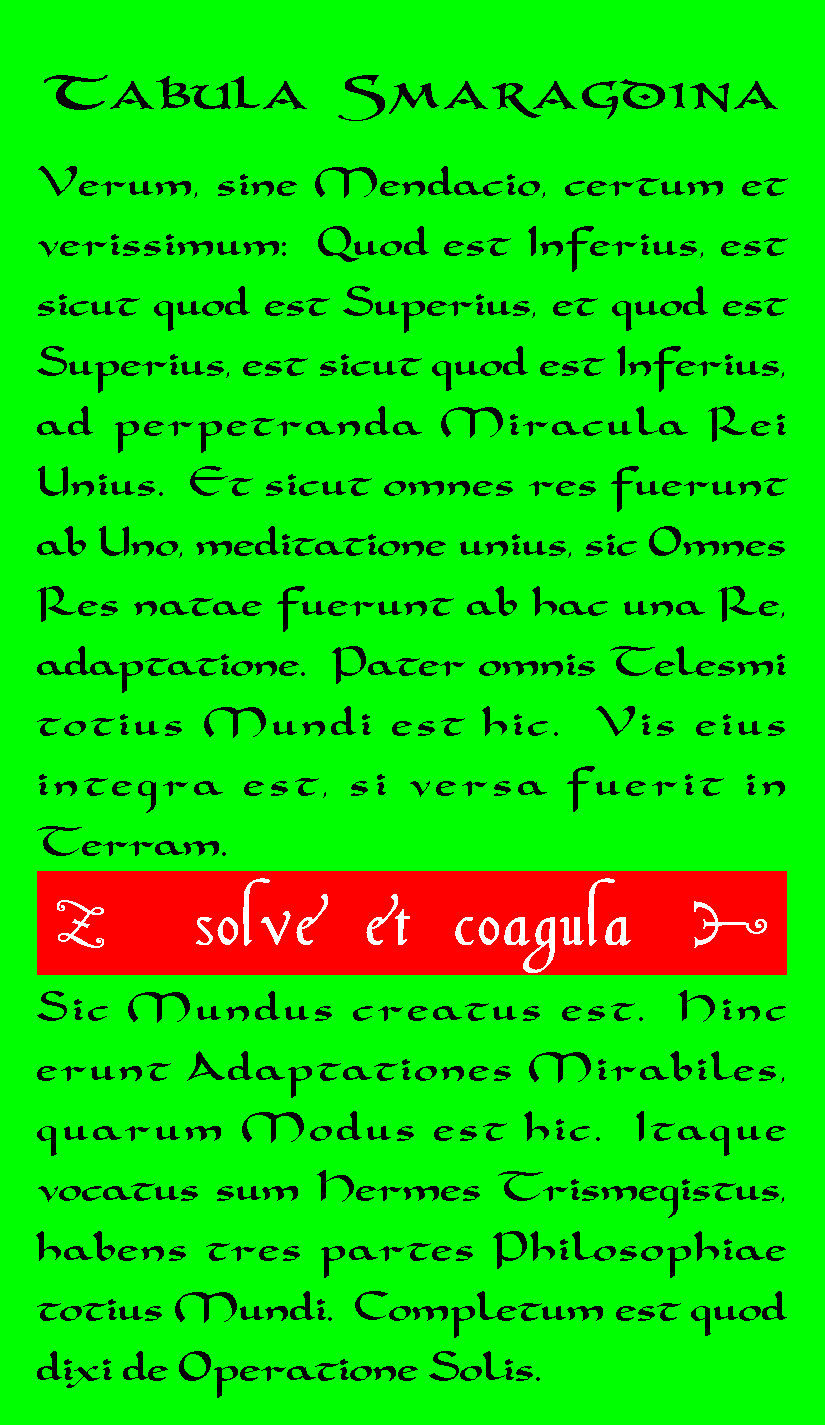 Tabula Smaragdina
Verum, sine Mendacio, certum et
verissimum: Quod est Inferius, est
sicut quod est Superius, et quod est
Superius, est sicut quod est Inferius,
ad perpetranda Miracula Rei
Unius. Et sicut omnes res fuerunt
ab Uno, meditatione unius, sic Omnes
Res natae fuerunt ab hac una Re,
adaptatione. Pater omnis Telesmi
totius Mundi est hic. Vis eius
integra est, si versa fuerit in
Terram.
solve et coagula
Sic Mundus creatus est. Hinc
erunt Adaptationes Mirabiles,
quarum Modus est hic. Itaque
vocatus sum Hermes Trismegistus,
habens tres partes Philosophiae
totius Mundi. Completum est quod
dixi de Operatione Solis.